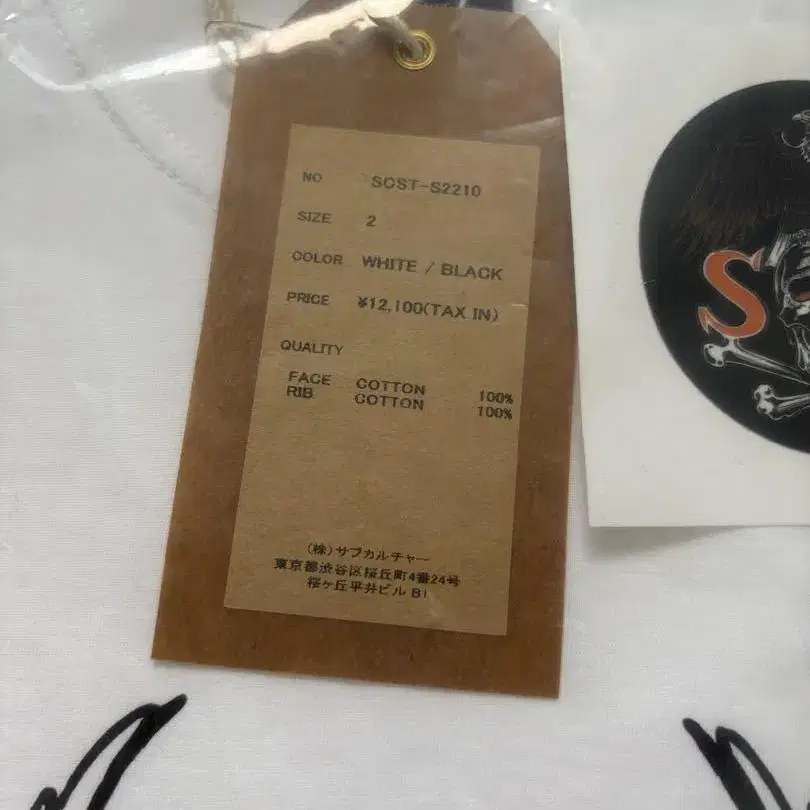 NO SCST-S2210
SIZE 2
COLOR WHITE / BLACK
PRICE ¥12,100(TAX IN)
QUALITY
FACE COTTON 100%
RIB COTTON 100%
(株)サブカルチャー
東京都渋谷区桜丘町4番24号
桜ケ丘平井ビル B1
S